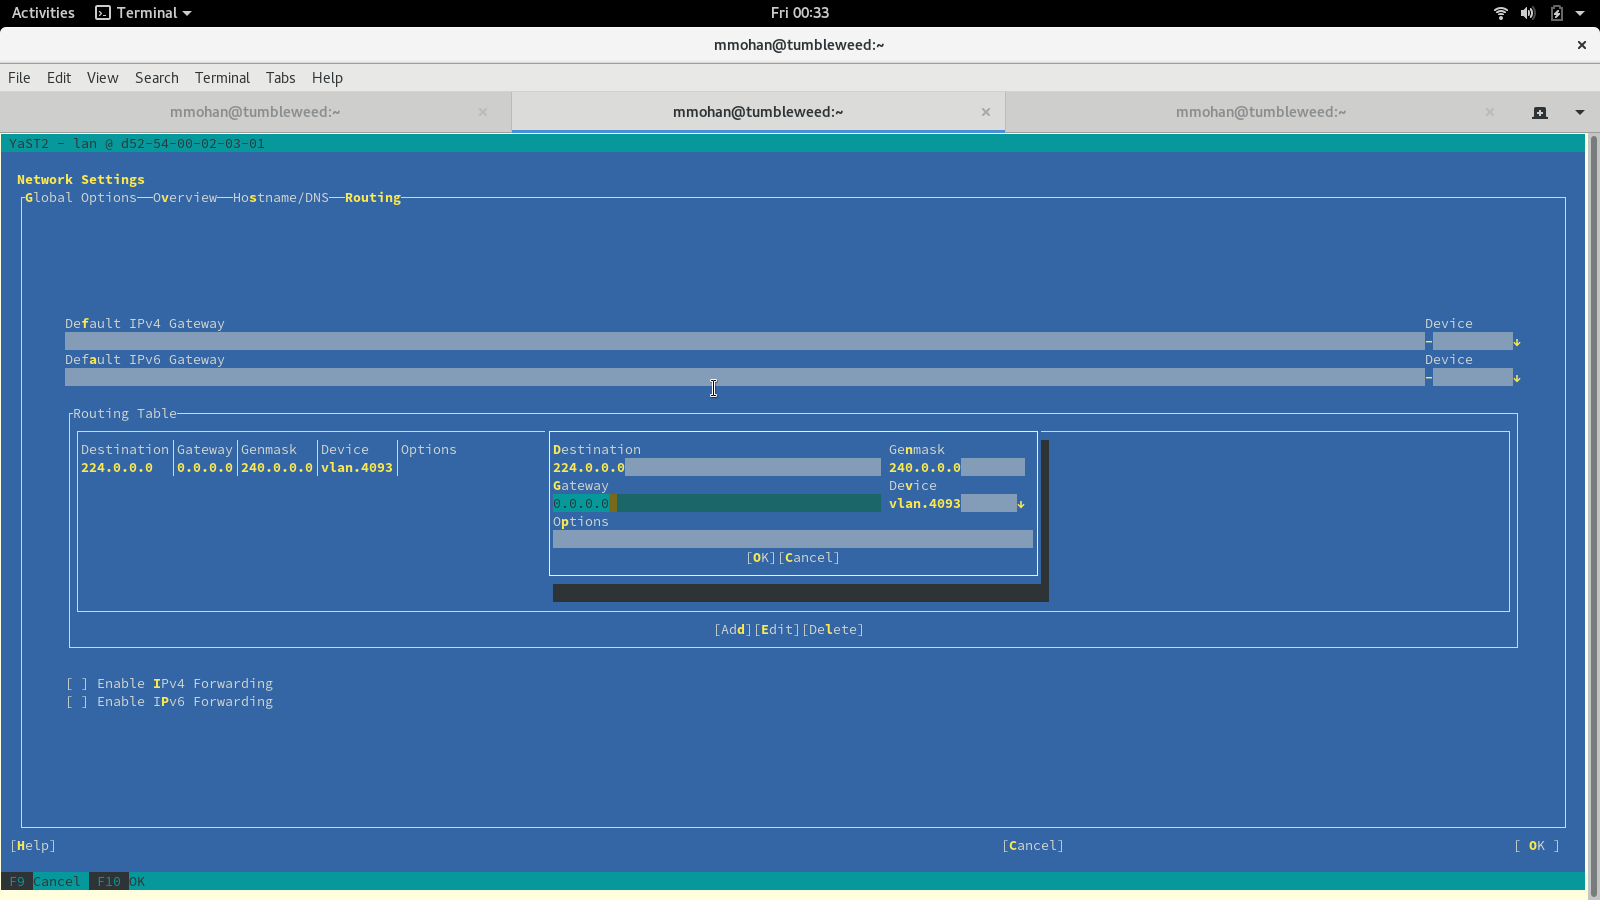 Activities Terminal Fri 00:33
mmohan@tumbleweed:~
File Edit View Search Terminal Tabs Help
mmohan@tumbleweed:~ mmohan@tumbleweed:~ mmohan@tumbleweed:~
YaST2 - lan @ d52-54-00-02-03-01
Network Settings
Global Options Overview Hostname/DNS Routing
Default IPv4 Gateway Device
Default IPv6 Gateway Device
Routing Table
Destination Gateway Genmask Device Options
224.0.0.0 0.0.0.0 240.0.0.0 vlan.4093
Destination Genmask
224.0.0.0 240.0.0.0
Gateway Device
0.0.0.0 vlan.4093
Options
[OK][Cancel]
[Add][Edit][Delete]
[ ] Enable IPv4 Forwarding
[ ] Enable IPv6 Forwarding
[Help] [Cancel] [ OK ]
F9 Cancel F10 OK